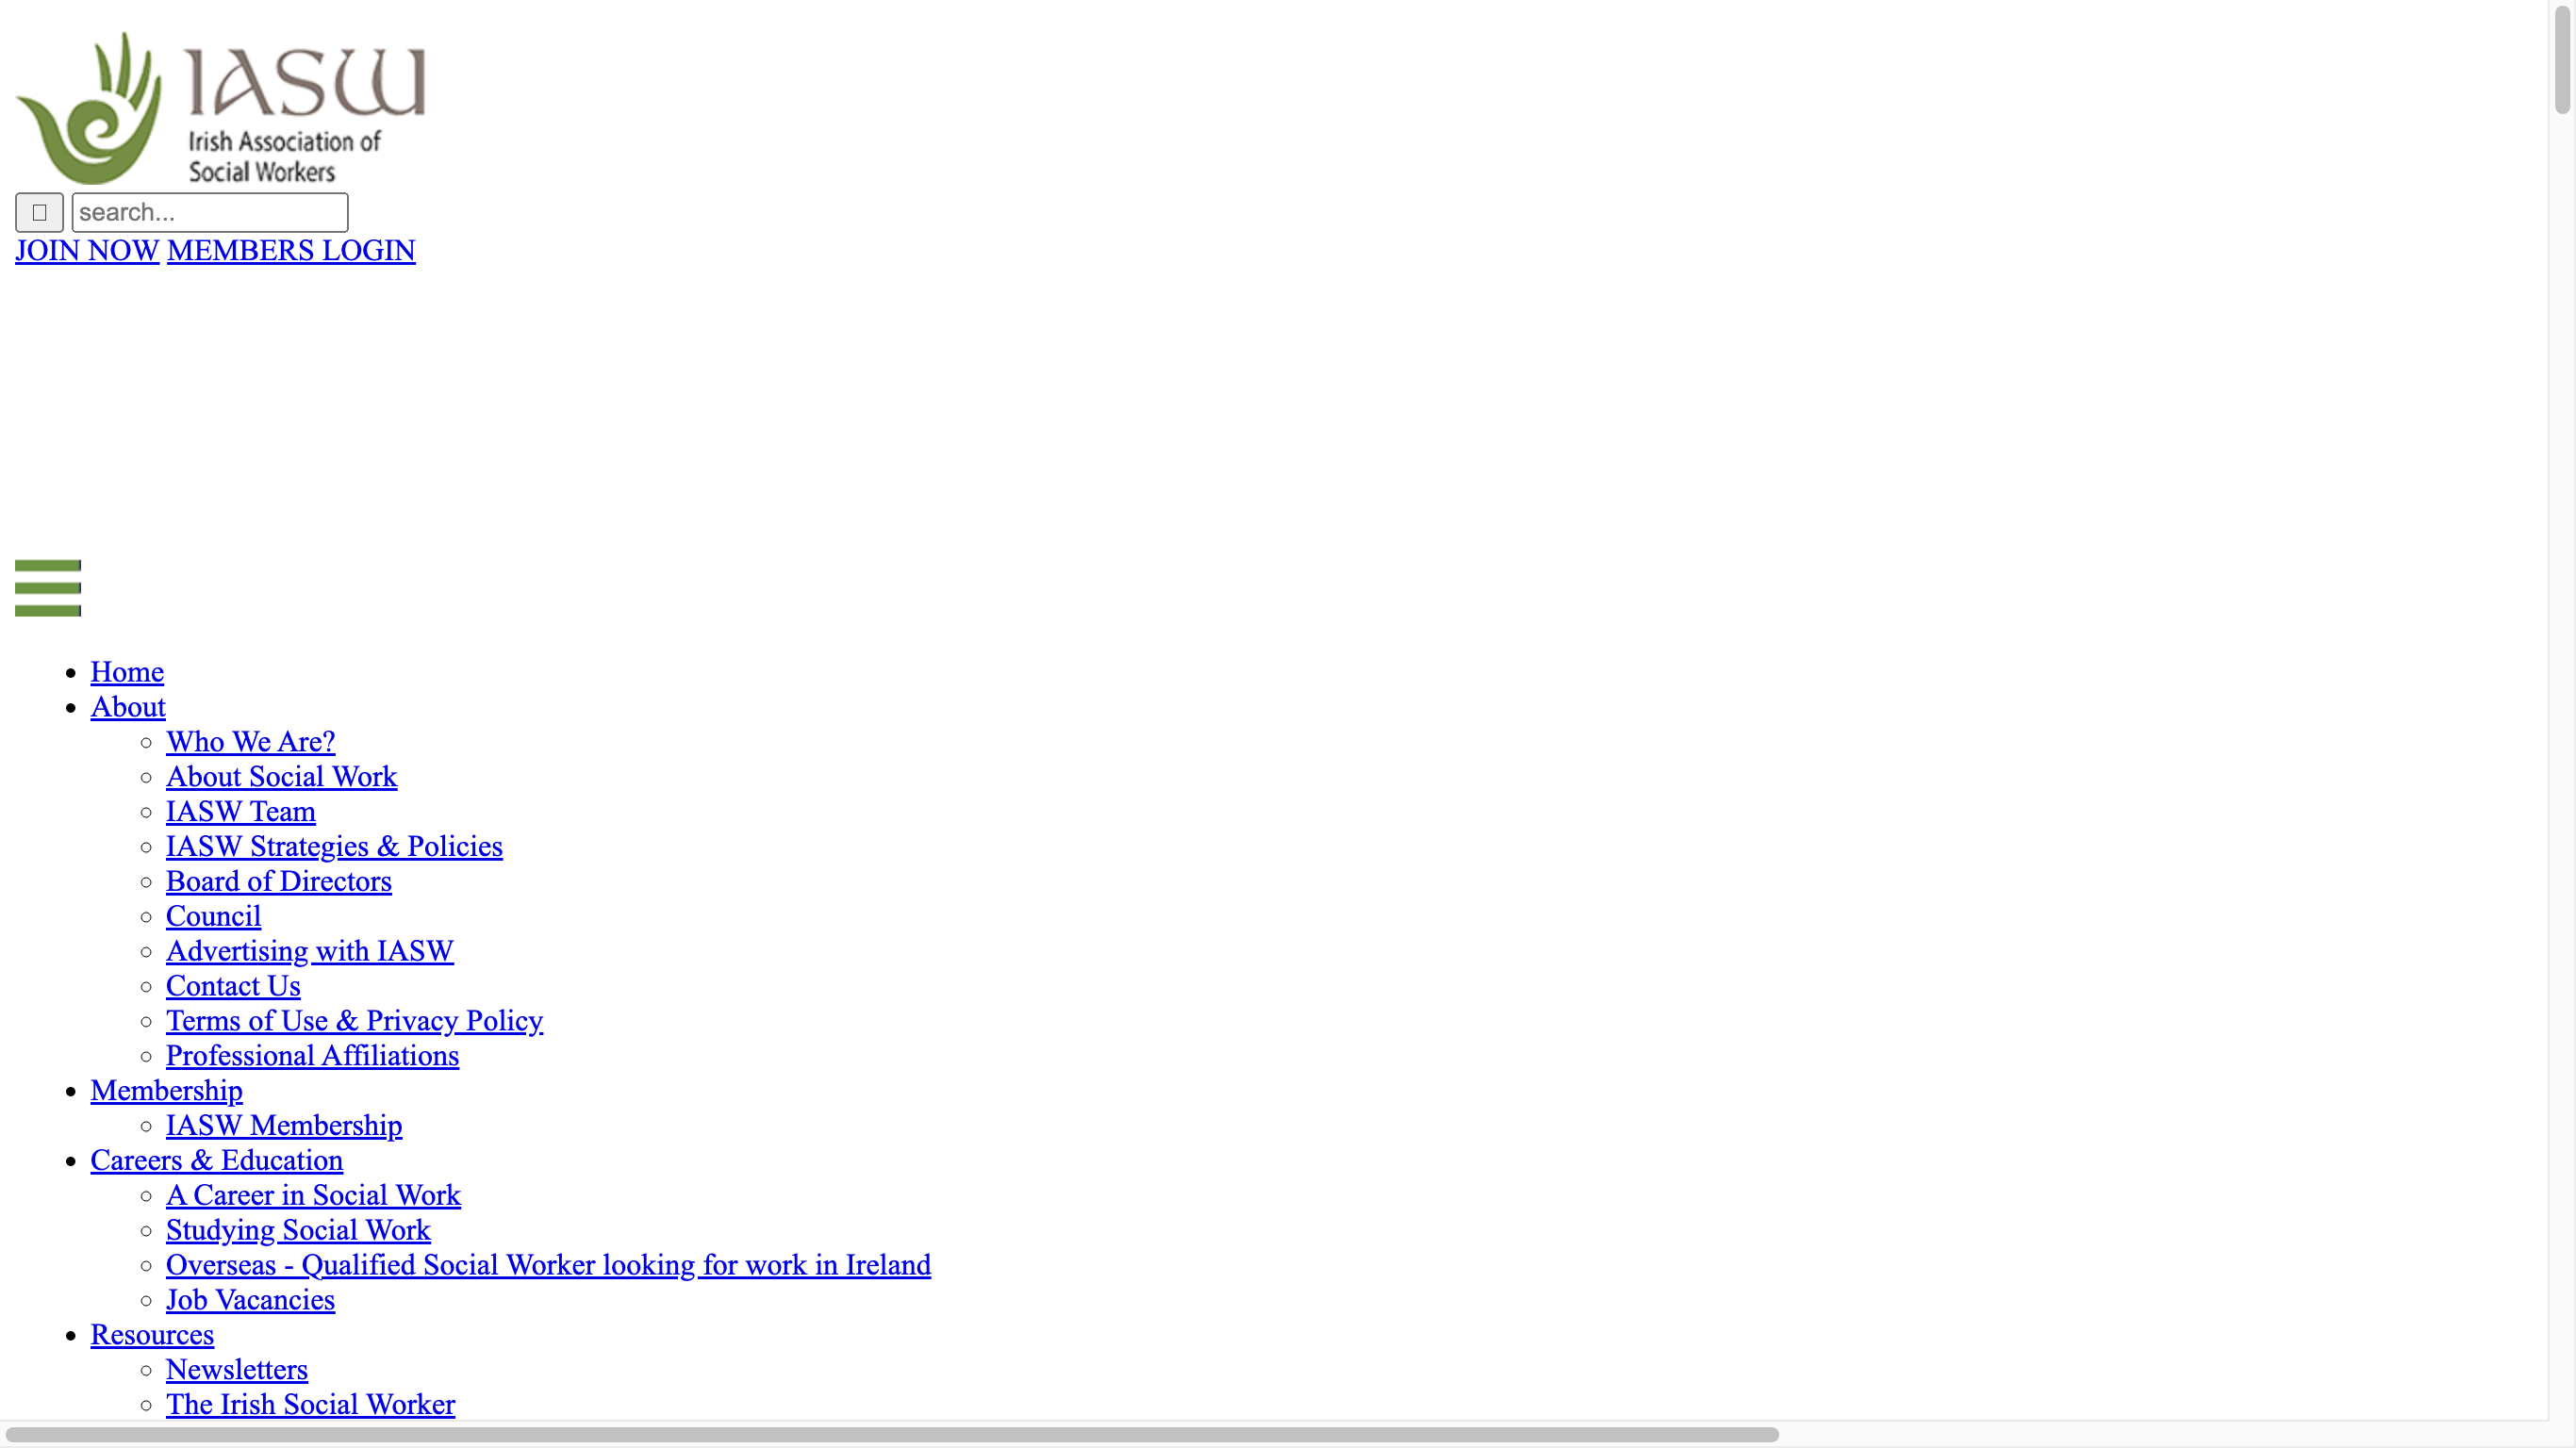 IASW
Irish Association of
Social Workers
search...
JOIN NOW MEMBERS LOGIN
Home
About
Who We Are?
About Social Work
IASW Team
IASW Strategies & Policies
Board of Directors
Council
Advertising with IASW
Contact Us
Terms of Use & Privacy Policy
Professional Affiliations
Membership
IASW Membership
Careers & Education
A Career in Social Work
Studying Social Work
Overseas - Qualified Social Worker looking for work in Ireland
Job Vacancies
Resources
Newsletters
The Irish Social Worker